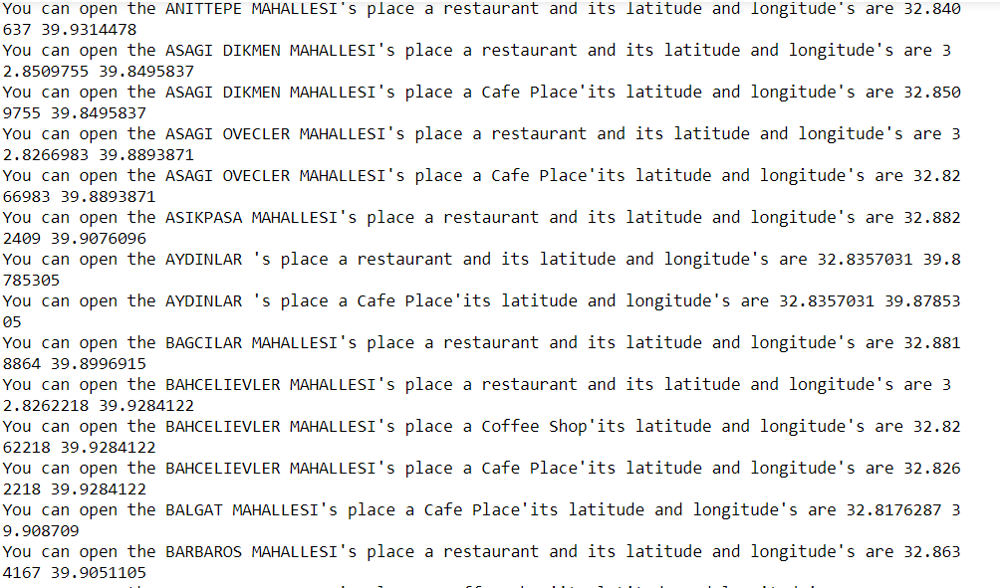 You can open the ANITTEPE MAHALLESI's place a restaurant and its latitude and longitude's are 32.840
637 39.9314478
You can open the ASAGI DIKMEN MAHALLESI's place a restaurant and its latitude and longitude's are 3
2.8509755 39.8495837
You can open the ASAGI DIKMEN MAHALLESI's place a Cafe Place'its latitude and longitude's are 32.850
9755 39.8495837
You can open the ASAGI OVECLER MAHALLESI's place a restaurant and its latitude and longitude's are 3
2.8266983 39.8893871
You can open the ASAGI OVECLER MAHALLESI's place a Cafe Place'its latitude and longitude's are 32.82
66983 39.8893871
You can open the ASIKPASA MAHALLESI's place a restaurant and its latitude and longitude's are 32.882
2409 39.9076096
You can open the AYDINLAR 's place a restaurant and its latitude and longitude's are 32.8357031 39.8
785305
You can open the AYDINLAR 's place a Cafe Place'its latitude and longitude's are 32.8357031 39.87853
05
You can open the BAGCILAR MAHALLESI's place a restaurant and its latitude and longitude's are 32.881
8864 39.8996915
You can open the BAHCELIEVLER MAHALLESI's place a restaurant and its latitude and longitude's are 3
2.8262218 39.9284122
You can open the BAHCELIEVLER MAHALLESI's place a Coffee Shop'its latitude and longitude's are 32.82
62218 39.9284122
You can open the BAHCELIEVLER MAHALLESI's place a Cafe Place'its latitude and longitude's are 32.826
2218 39.9284122
You can open the BALGAT MAHALLESI's place a Cafe Place'its latitude and longitude's are 32.8176287 3
9.908709
You can open the BARBAROS MAHALLESI's place a restaurant and its latitude and longitude's are 32.863
4167 39.9051105